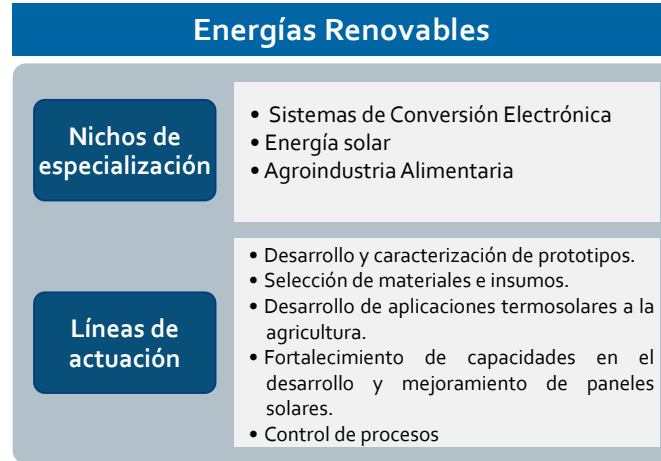 Energías Renovables
Nichos de
especialización
• Sistemas de Conversión Electrónica
• Energía solar
• Agroindustria Alimentaria
Líneas de
actuación
• Desarrollo y caracterización de prototipos.
• Selección de materiales e insumos.
• Desarrollo de aplicaciones termosolares a la
agricultura.
• Fortalecimiento de capacidades en el
desarrollo y mejoramiento de paneles
solares.
• Control de procesos